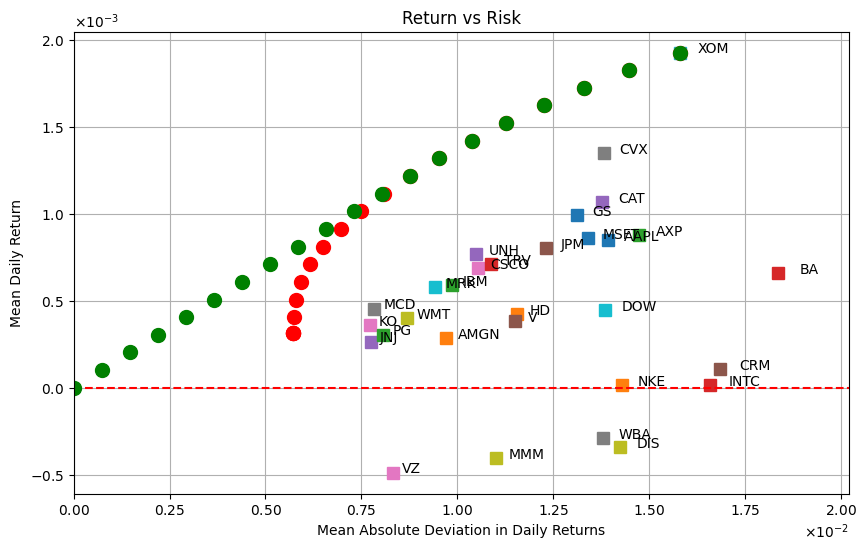 Return vs Risk
×10⁻³
2.0
1.5
1.0
0.5
0.0
−0.5
Mean Daily Return
XOM
CVX
CAT
GS
AXP
MSFT
AAPL
JPM
UNH
TRV
CSCO
BA
IBM
MRK
MCD
DOW
WMT
HD
V
KO
PG
JNJ
AMGN
CRM
NKE
INTC
WBA
DIS
MMM
VZ
0.00
0.25
0.50
0.75
1.00
1.25
1.50
1.75
2.00
Mean Absolute Deviation in Daily Returns
×10⁻²